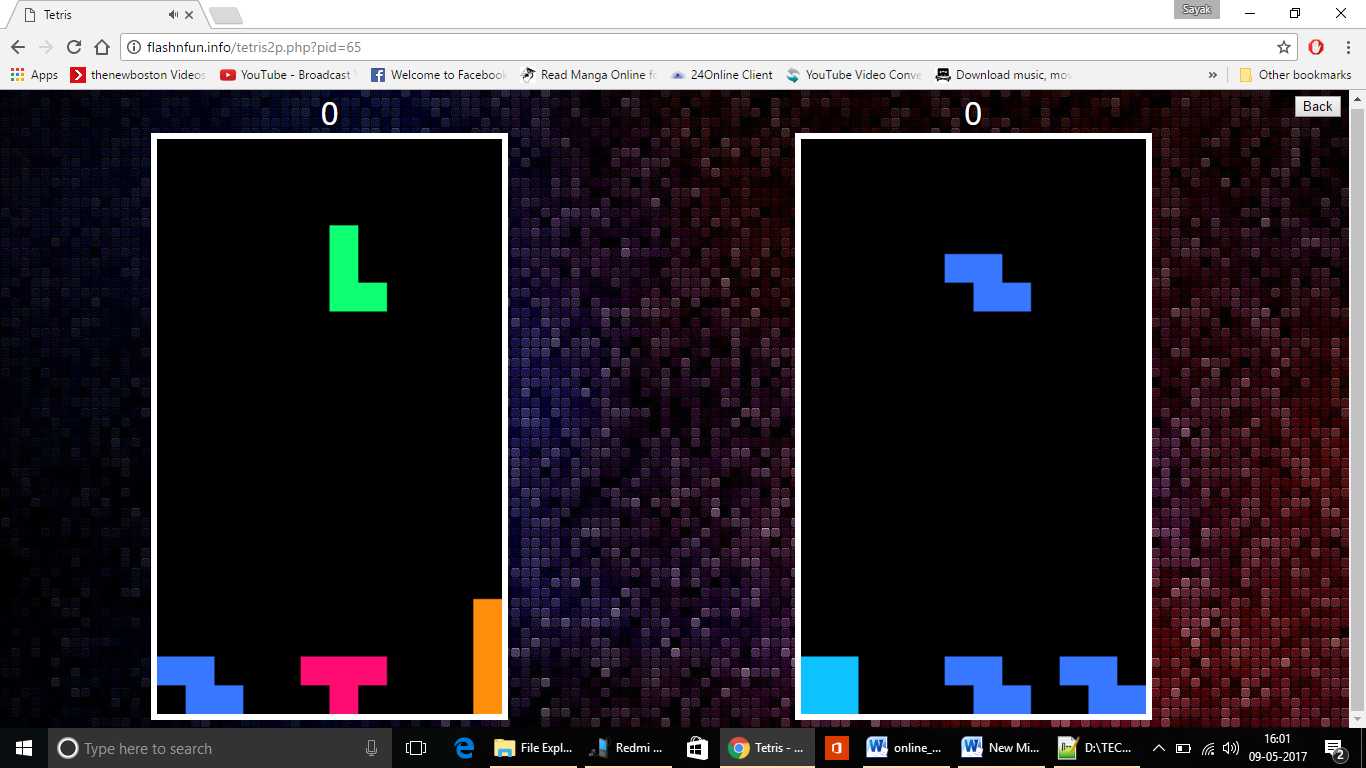 Tetris
Sayak
flashnfun.info/tetris2p.php?pid=65
Apps thenewboston Videos YouTube - Broadcast Welcome to Facebook Read Manga Online fo 24Online Client YouTube Video Conve Download music, mov » Other bookmarks
0 0 Back
Type here to search File Expl... Redmi ... Tetris - ... online_... New Mi... D:\TEC... 16:01
09-05-2017 2